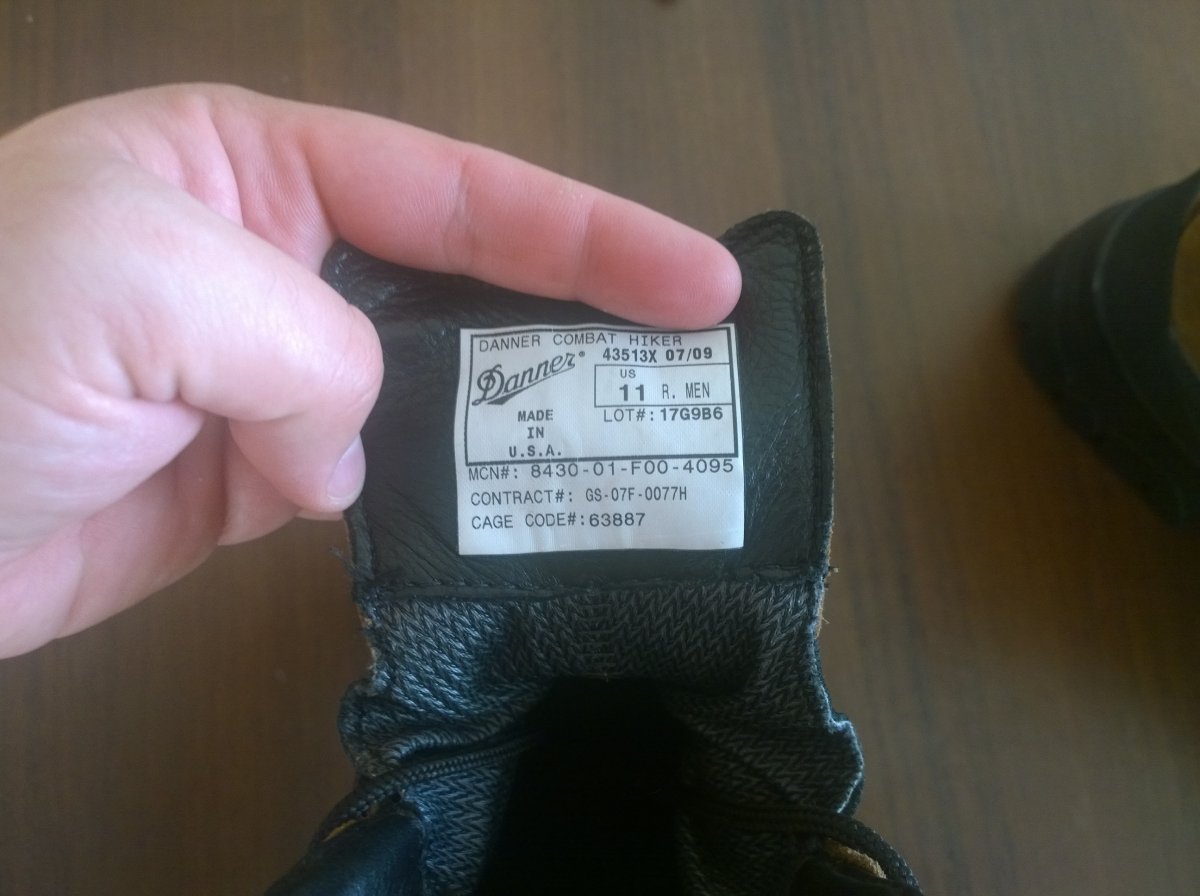 DANNER COMBAT HIKER
Danner®
43513X 07/09
US
11 R. MEN
MADE
IN
U.S.A.
LOT#: 17G9B6
MCN#: 8430-01-F00-4095
CONTRACT#: GS-07F-0077H
CAGE CODE#: 63887